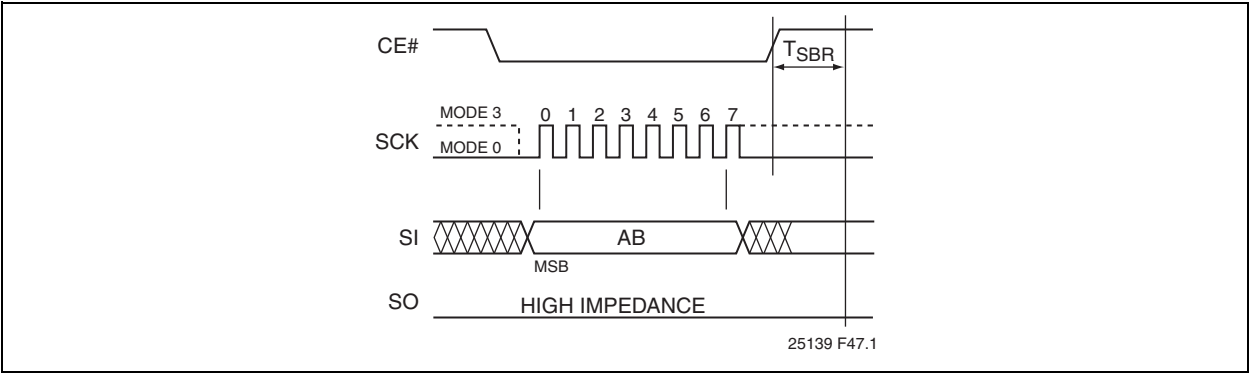 CE#
TSBR
MODE 3
0 1 2 3 4 5 6 7
SCK
MODE 0
SI
AB
MSB
SO
HIGH IMPEDANCE
25139 F47.1